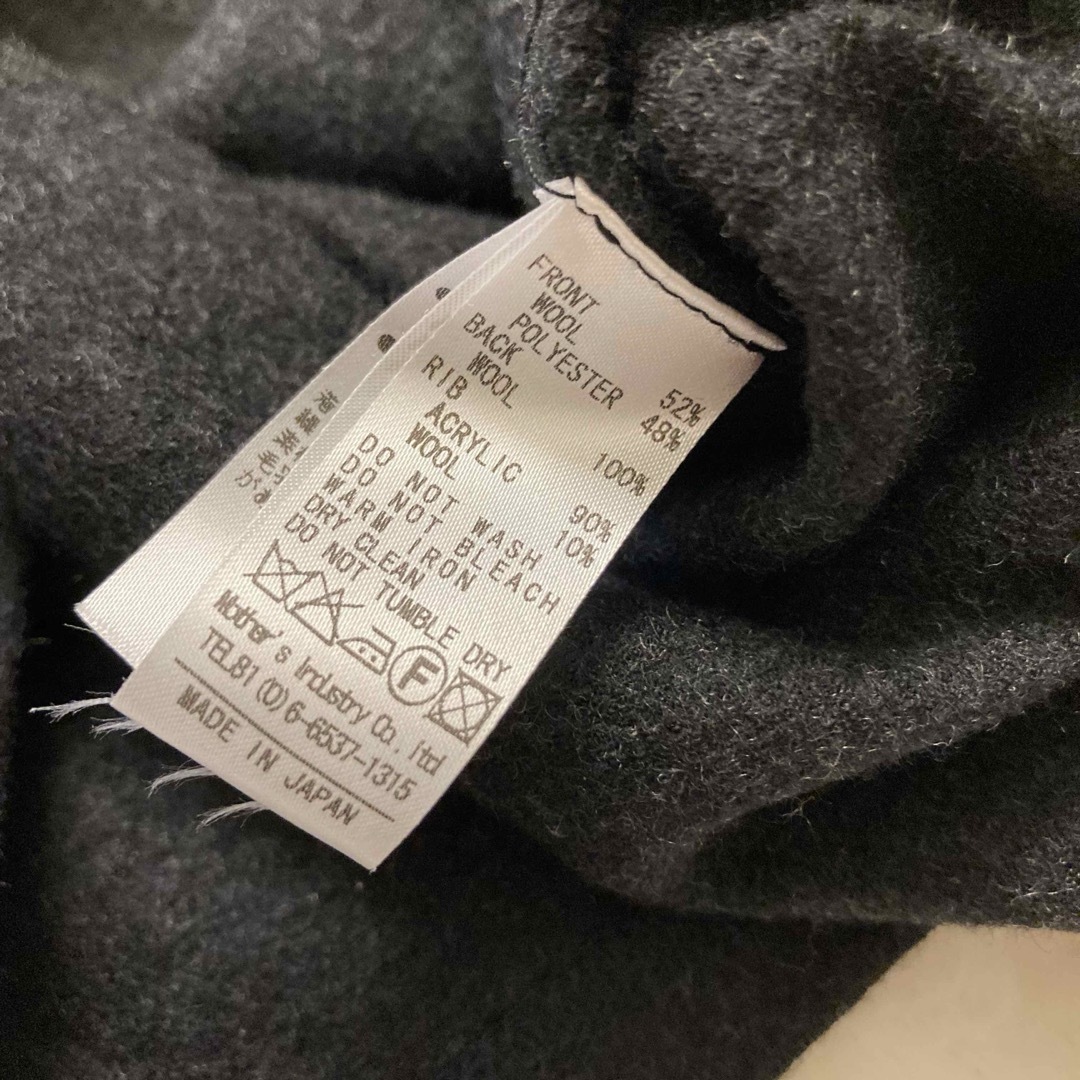 FRONT
WOOL 52%
POLYESTER 48%
BACK
WOOL 100%
RIB
ACRYLIC 90%
WOOL 10%
DO NOT WASH
DO NOT BLEACH
WARM IRON
DRY CLEAN
DO NOT TUMBLE DRY
F
Mother's Industry Co., ltd
TEL81 (0) 6-6537-1315
MADE IN JAPAN